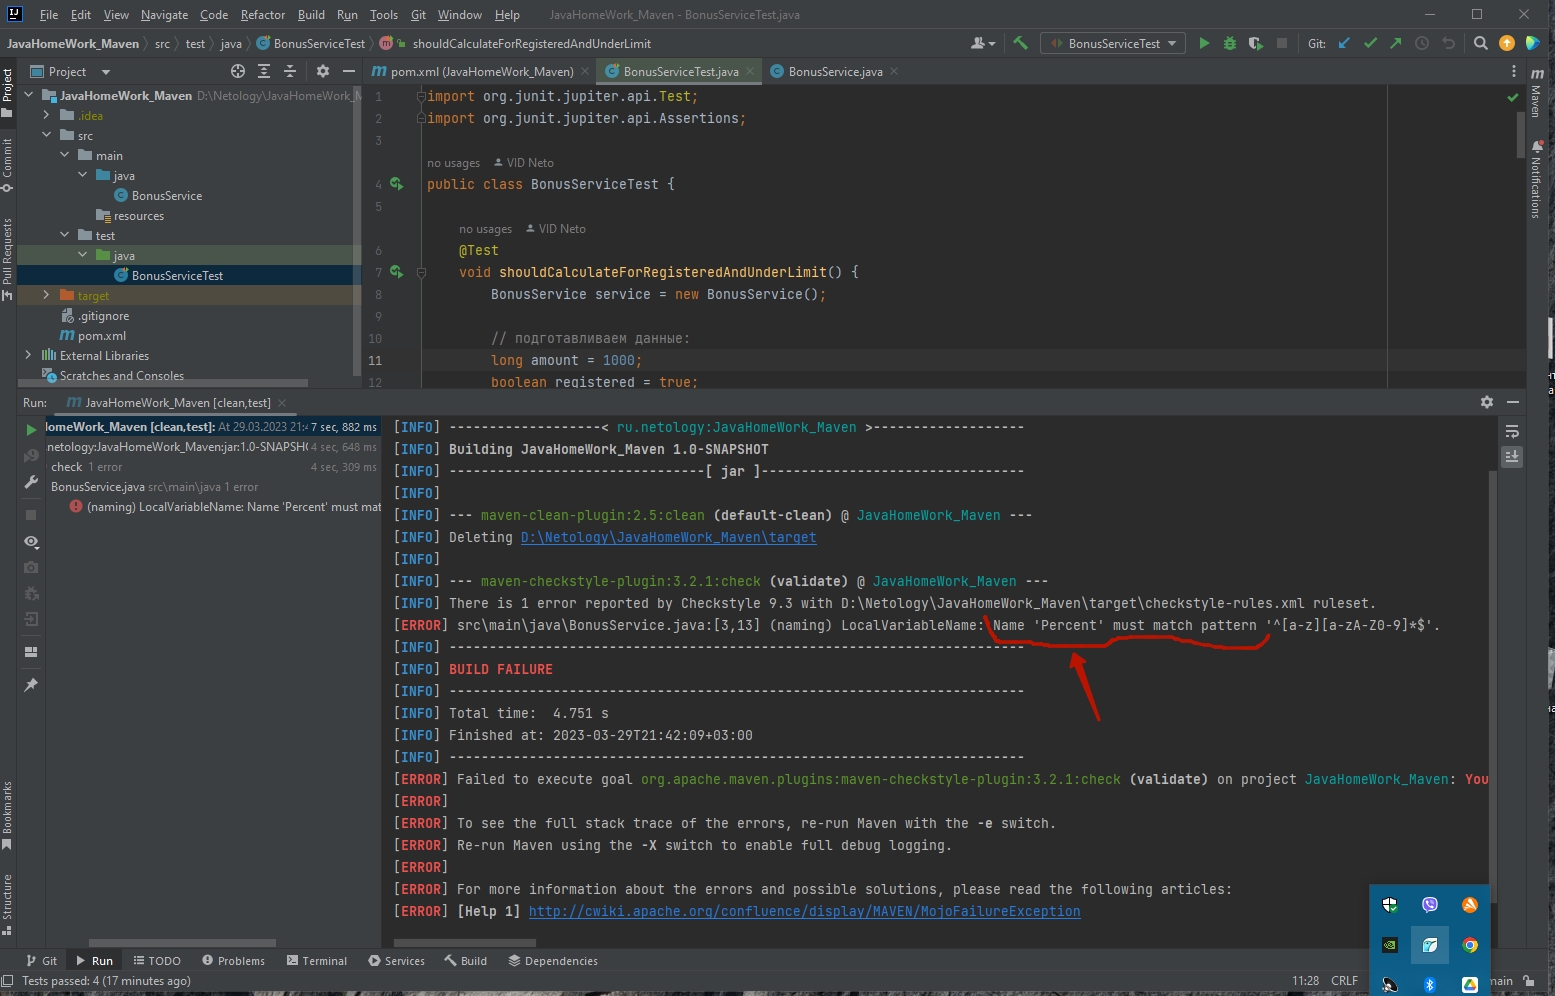 File Edit View Navigate Code Refactor Build Run Tools Git Window Help JavaHomeWork_Maven - BonusServiceTest.java
JavaHomeWork_Maven src test java BonusServiceTest shouldCalculateForRegisteredAndUnderLimit BonusServiceTest Git:
Project
pom.xml (JavaHomeWork_Maven) BonusServiceTest.java BonusService.java
JavaHomeWork_Maven D:\Netology\JavaHomeWork_M
.idea
src
main
java
BonusService
resources
test
java
BonusServiceTest
target
.gitignore
pom.xml
External Libraries
Scratches and Consoles
1 import org.junit.jupiter.api.Test;
2 import org.junit.jupiter.api.Assertions;
3
no usages VID Neto
4 public class BonusServiceTest {
5
no usages VID Neto
6 @Test
7 void shouldCalculateForRegisteredAndUnderLimit() {
8 BonusService service = new BonusService();
9
10 // подготавливаем данные:
11 long amount = 1000;
12 boolean registered = true;
Project
Commit
Pull Requests
Bookmarks
Structure
Maven
Notifications
Run: JavaHomeWork_Maven [clean,test]
HomeWork_Maven [clean,test]: At 29.03.2023 21:4 7 sec, 882 ms
netology:JavaHomeWork_Maven:jar:1.0-SNAPSH 4 sec, 648 ms
check 1 error 4 sec, 309 ms
BonusService.java src\main\java 1 error
(naming) LocalVariableName: Name 'Percent' must mat
[INFO] -------------------< ru.netology:JavaHomeWork_Maven >-------------------
[INFO] Building JavaHomeWork_Maven 1.0-SNAPSHOT
[INFO] --------------------------------[ jar ]---------------------------------
[INFO]
[INFO] --- maven-clean-plugin:2.5:clean (default-clean) @ JavaHomeWork_Maven ---
[INFO] Deleting D:\Netology\JavaHomeWork_Maven\target
[INFO]
[INFO] --- maven-checkstyle-plugin:3.2.1:check (validate) @ JavaHomeWork_Maven ---
[INFO] There is 1 error reported by Checkstyle 9.3 with D:\Netology\JavaHomeWork_Maven\target\checkstyle-rules.xml ruleset.
[ERROR] src\main\java\BonusService.java:[3,13] (naming) LocalVariableName: Name 'Percent' must match pattern '^[a-z][a-zA-Z0-9]*$'.
[INFO] ------------------------------------------------------------------------
[INFO] BUILD FAILURE
[INFO] ------------------------------------------------------------------------
[INFO] Total time:  4.751 s
[INFO] Finished at: 2023-03-29T21:42:09+03:00
[INFO] ------------------------------------------------------------------------
[ERROR] Failed to execute goal org.apache.maven.plugins:maven-checkstyle-plugin:3.2.1:check (validate) on project JavaHomeWork_Maven: You
[ERROR]
[ERROR] To see the full stack trace of the errors, re-run Maven with the -e switch.
[ERROR] Re-run Maven using the -X switch to enable full debug logging.
[ERROR]
[ERROR] For more information about the errors and possible solutions, please read the following articles:
[ERROR] [Help 1] http://cwiki.apache.org/confluence/display/MAVEN/MojoFailureException
Git Run TODO Problems Terminal Services Build Dependencies
Tests passed: 4 (17 minutes ago) 11:28 CRLF main